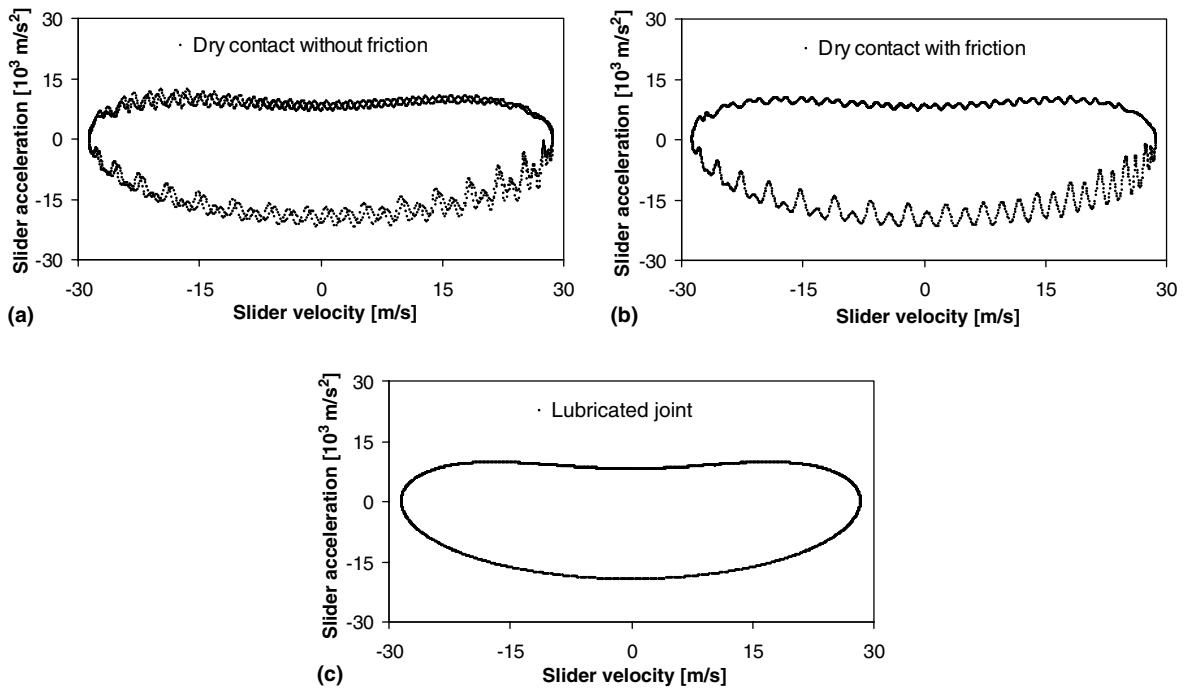 Slider acceleration [10³ m/s²]
30
15
0
-15
-30
· Dry contact without friction
-30 -15 0 15 30
Slider velocity [m/s]
(a)
Slider acceleration [10³ m/s²]
30
15
0
-15
-30
· Dry contact with friction
-30 -15 0 15 30
Slider velocity [m/s]
(b)
Slider acceleration [10³ m/s²]
30
15
0
-15
-30
· Lubricated joint
-30 -15 0 15 30
Slider velocity [m/s]
(c)